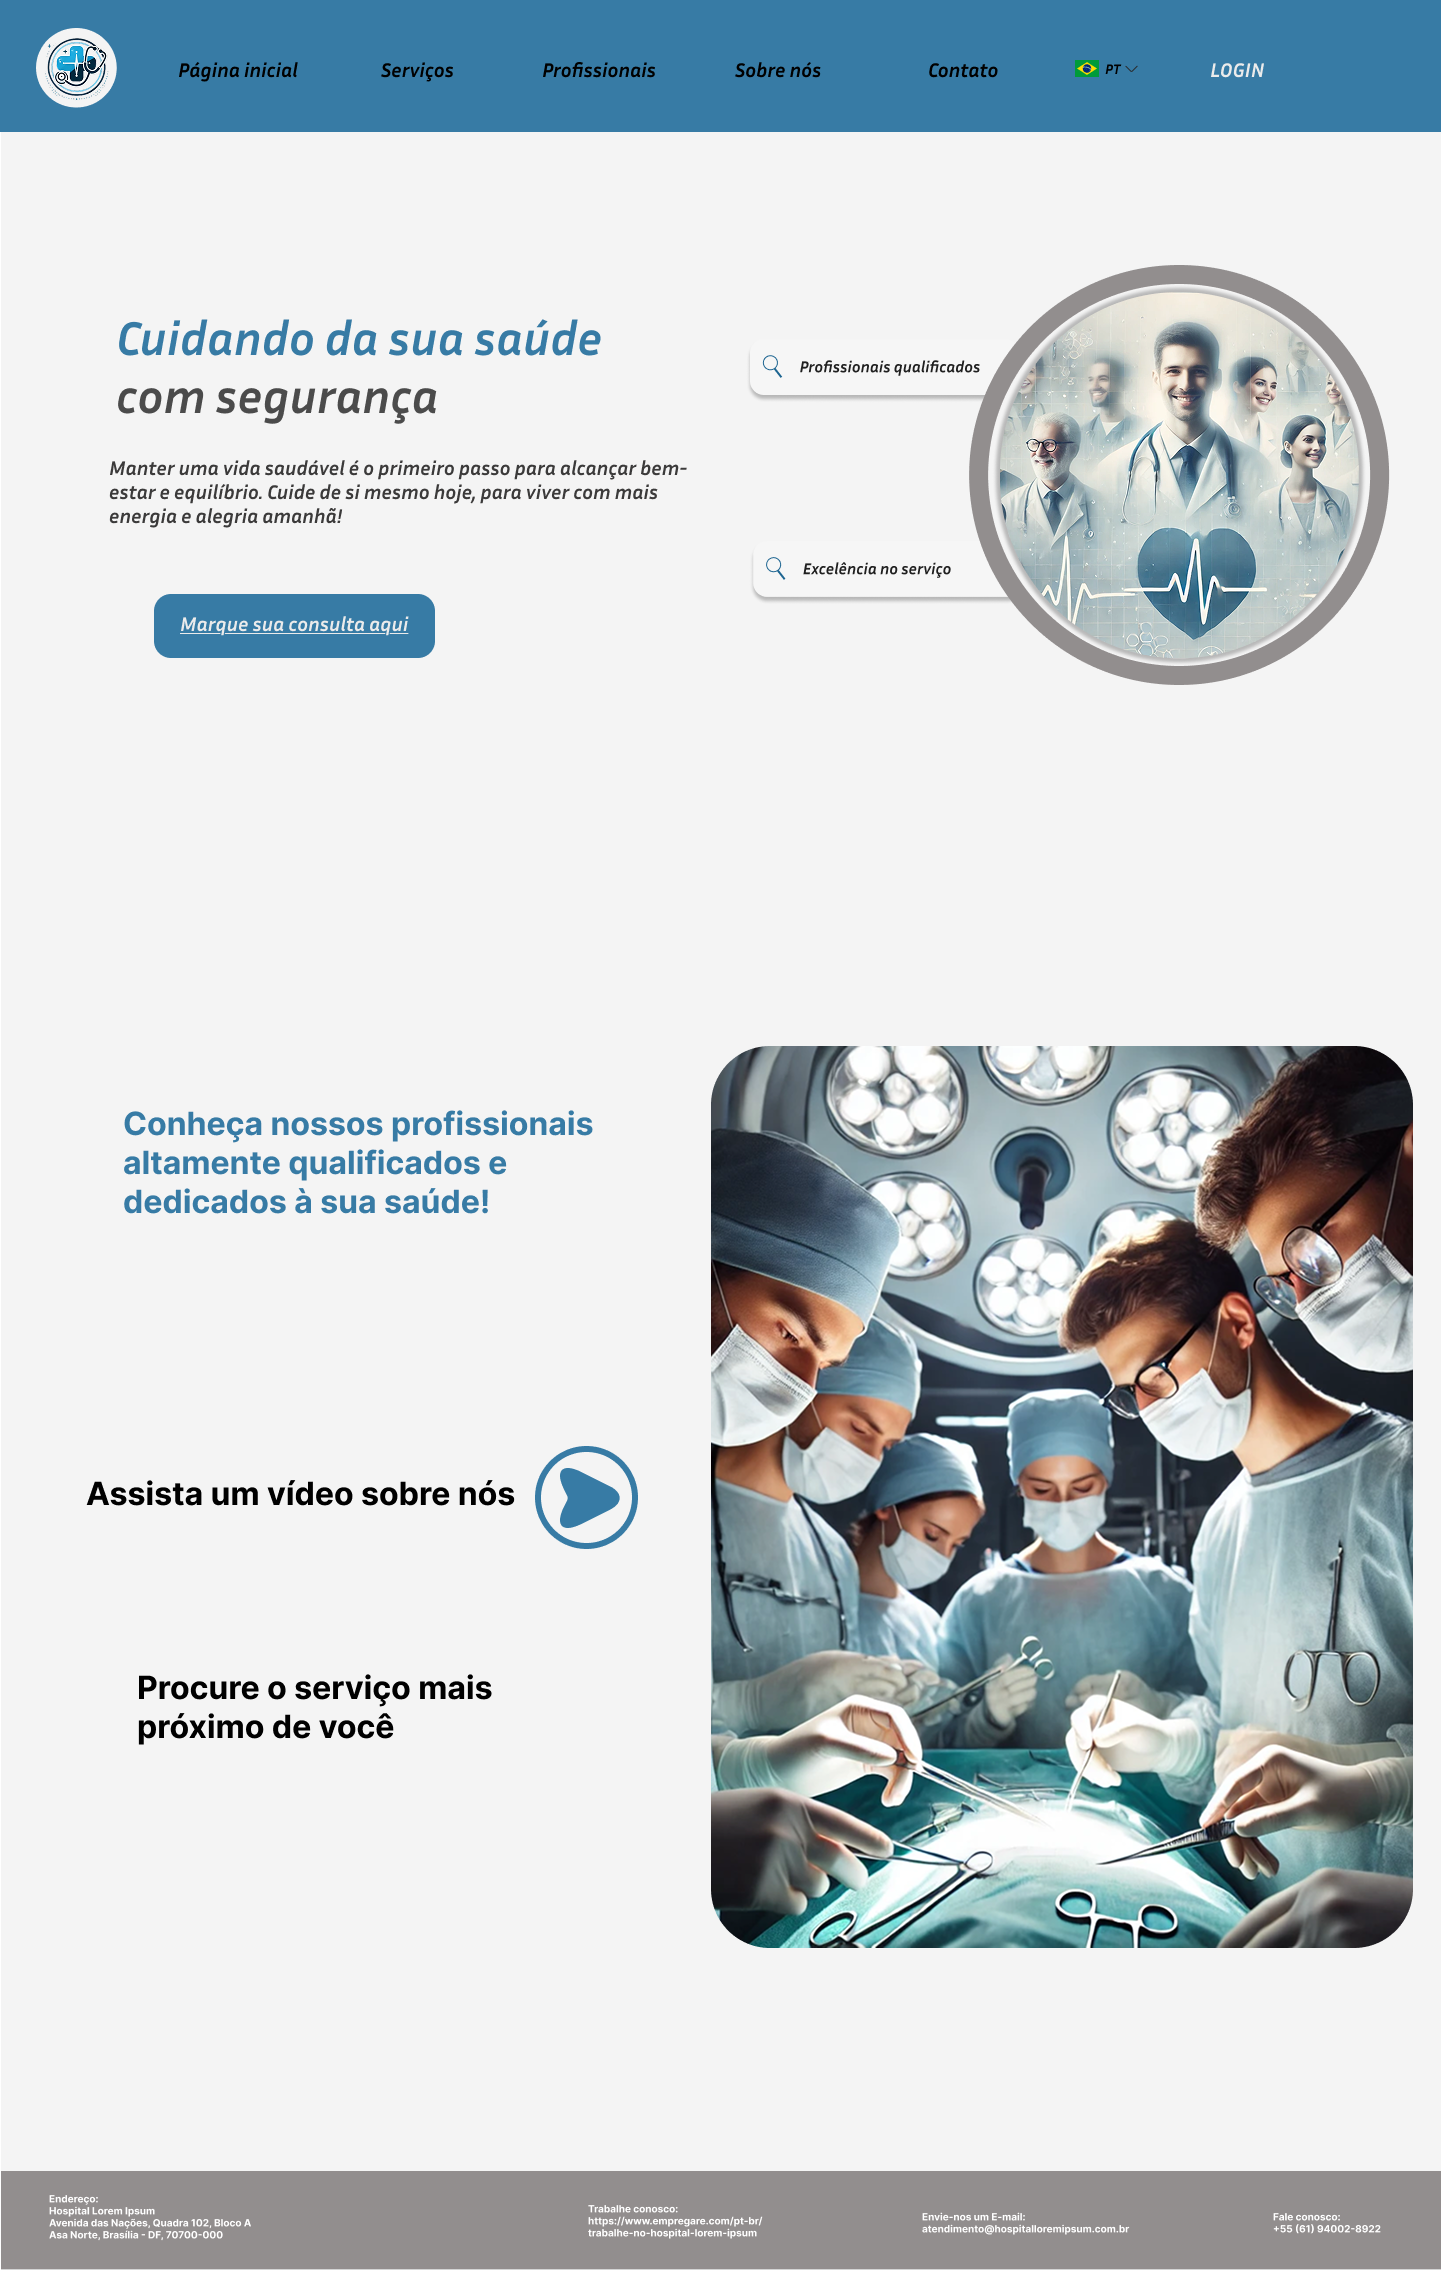 Página inicial
Serviços
Profissionais
Sobre nós
Contato
PT
LOGIN
Cuidando da sua saúde
com segurança
Manter uma vida saudável é o primeiro passo para alcançar bem-
estar e equilíbrio. Cuide de si mesmo hoje, para viver com mais
energia e alegria amanhã!
Marque sua consulta aqui
Profissionais qualificados
Excelência no serviço
Conheça nossos profissionais
altamente qualificados e
dedicados à sua saúde!
Assista um vídeo sobre nós
Procure o serviço mais
próximo de você
Endereço:
Hospital Lorem Ipsum
Avenida das Nações, Quadra 102, Bloco A
Asa Norte, Brasília - DF, 70700-000
Trabalhe conosco:
https://www.empregare.com/pt-br/
trabalhe-no-hospital-lorem-ipsum
Envie-nos um E-mail:
atendimento@hospitalloremipsum.com.br
Fale conosco:
+55 (61) 94002-8922